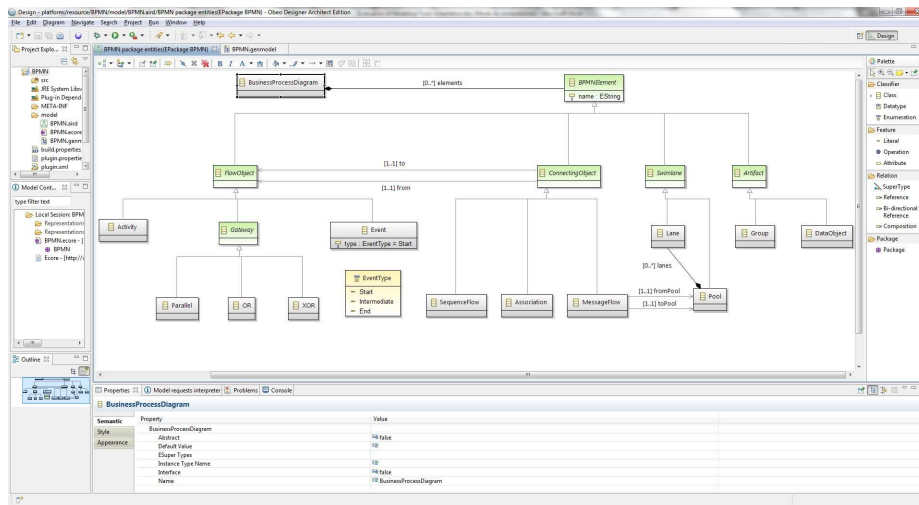 Design - platform:/resource/BPMN/model/BPMN.aird/BPMN package entities(EPackage BPMN) - Obeo Designer Architect Edition
File Edit Diagram Navigate Search Project Run Window Help
Design
Project Explo...
BPMN
src
JRE System Libra
Plug-in Depend
META-INF
model
BPMN.aird
BPMN.ecore
BPMN.genm
build.properties
plugin.propertie
plugin.xml
Model Cont...
type filter text
Local Session: BPM
Representations
Representations
BPMN.ecore - [
BPMN
Ecore - [http://
Outline
BPMN package entities(EPackage BPMN)
BPMN.genmodel
B I A
BusinessProcessDiagram
[0..*] elements
BPMNElement
name : EString
FlowObject
[1..1] to
[1..1] from
ConnectingObject
Swimlane
Artifact
Activity
Gateway
Event
type : EventType = Start
Lane
Group
DataObject
EventType
Start
Intermediate
End
[0..*] lanes
Parallel
OR
XOR
SequenceFlow
Association
MessageFlow
[1..1] fromPool
[1..1] toPool
Pool
Palette
Classifier
Class
Datatype
Enumeration
Feature
Literal
Operation
Attribute
Relation
SuperType
Reference
Bi-directional
Reference
Composition
Package
Package
Properties
Model requests interpreter
Problems
Console
BusinessProcessDiagram
Semantic
Style
Appearance
Property Value
BusinessProcessDiagram
Abstract false
Default Value
ESuper Types
Instance Type Name
Interface false
Name BusinessProcessDiagram